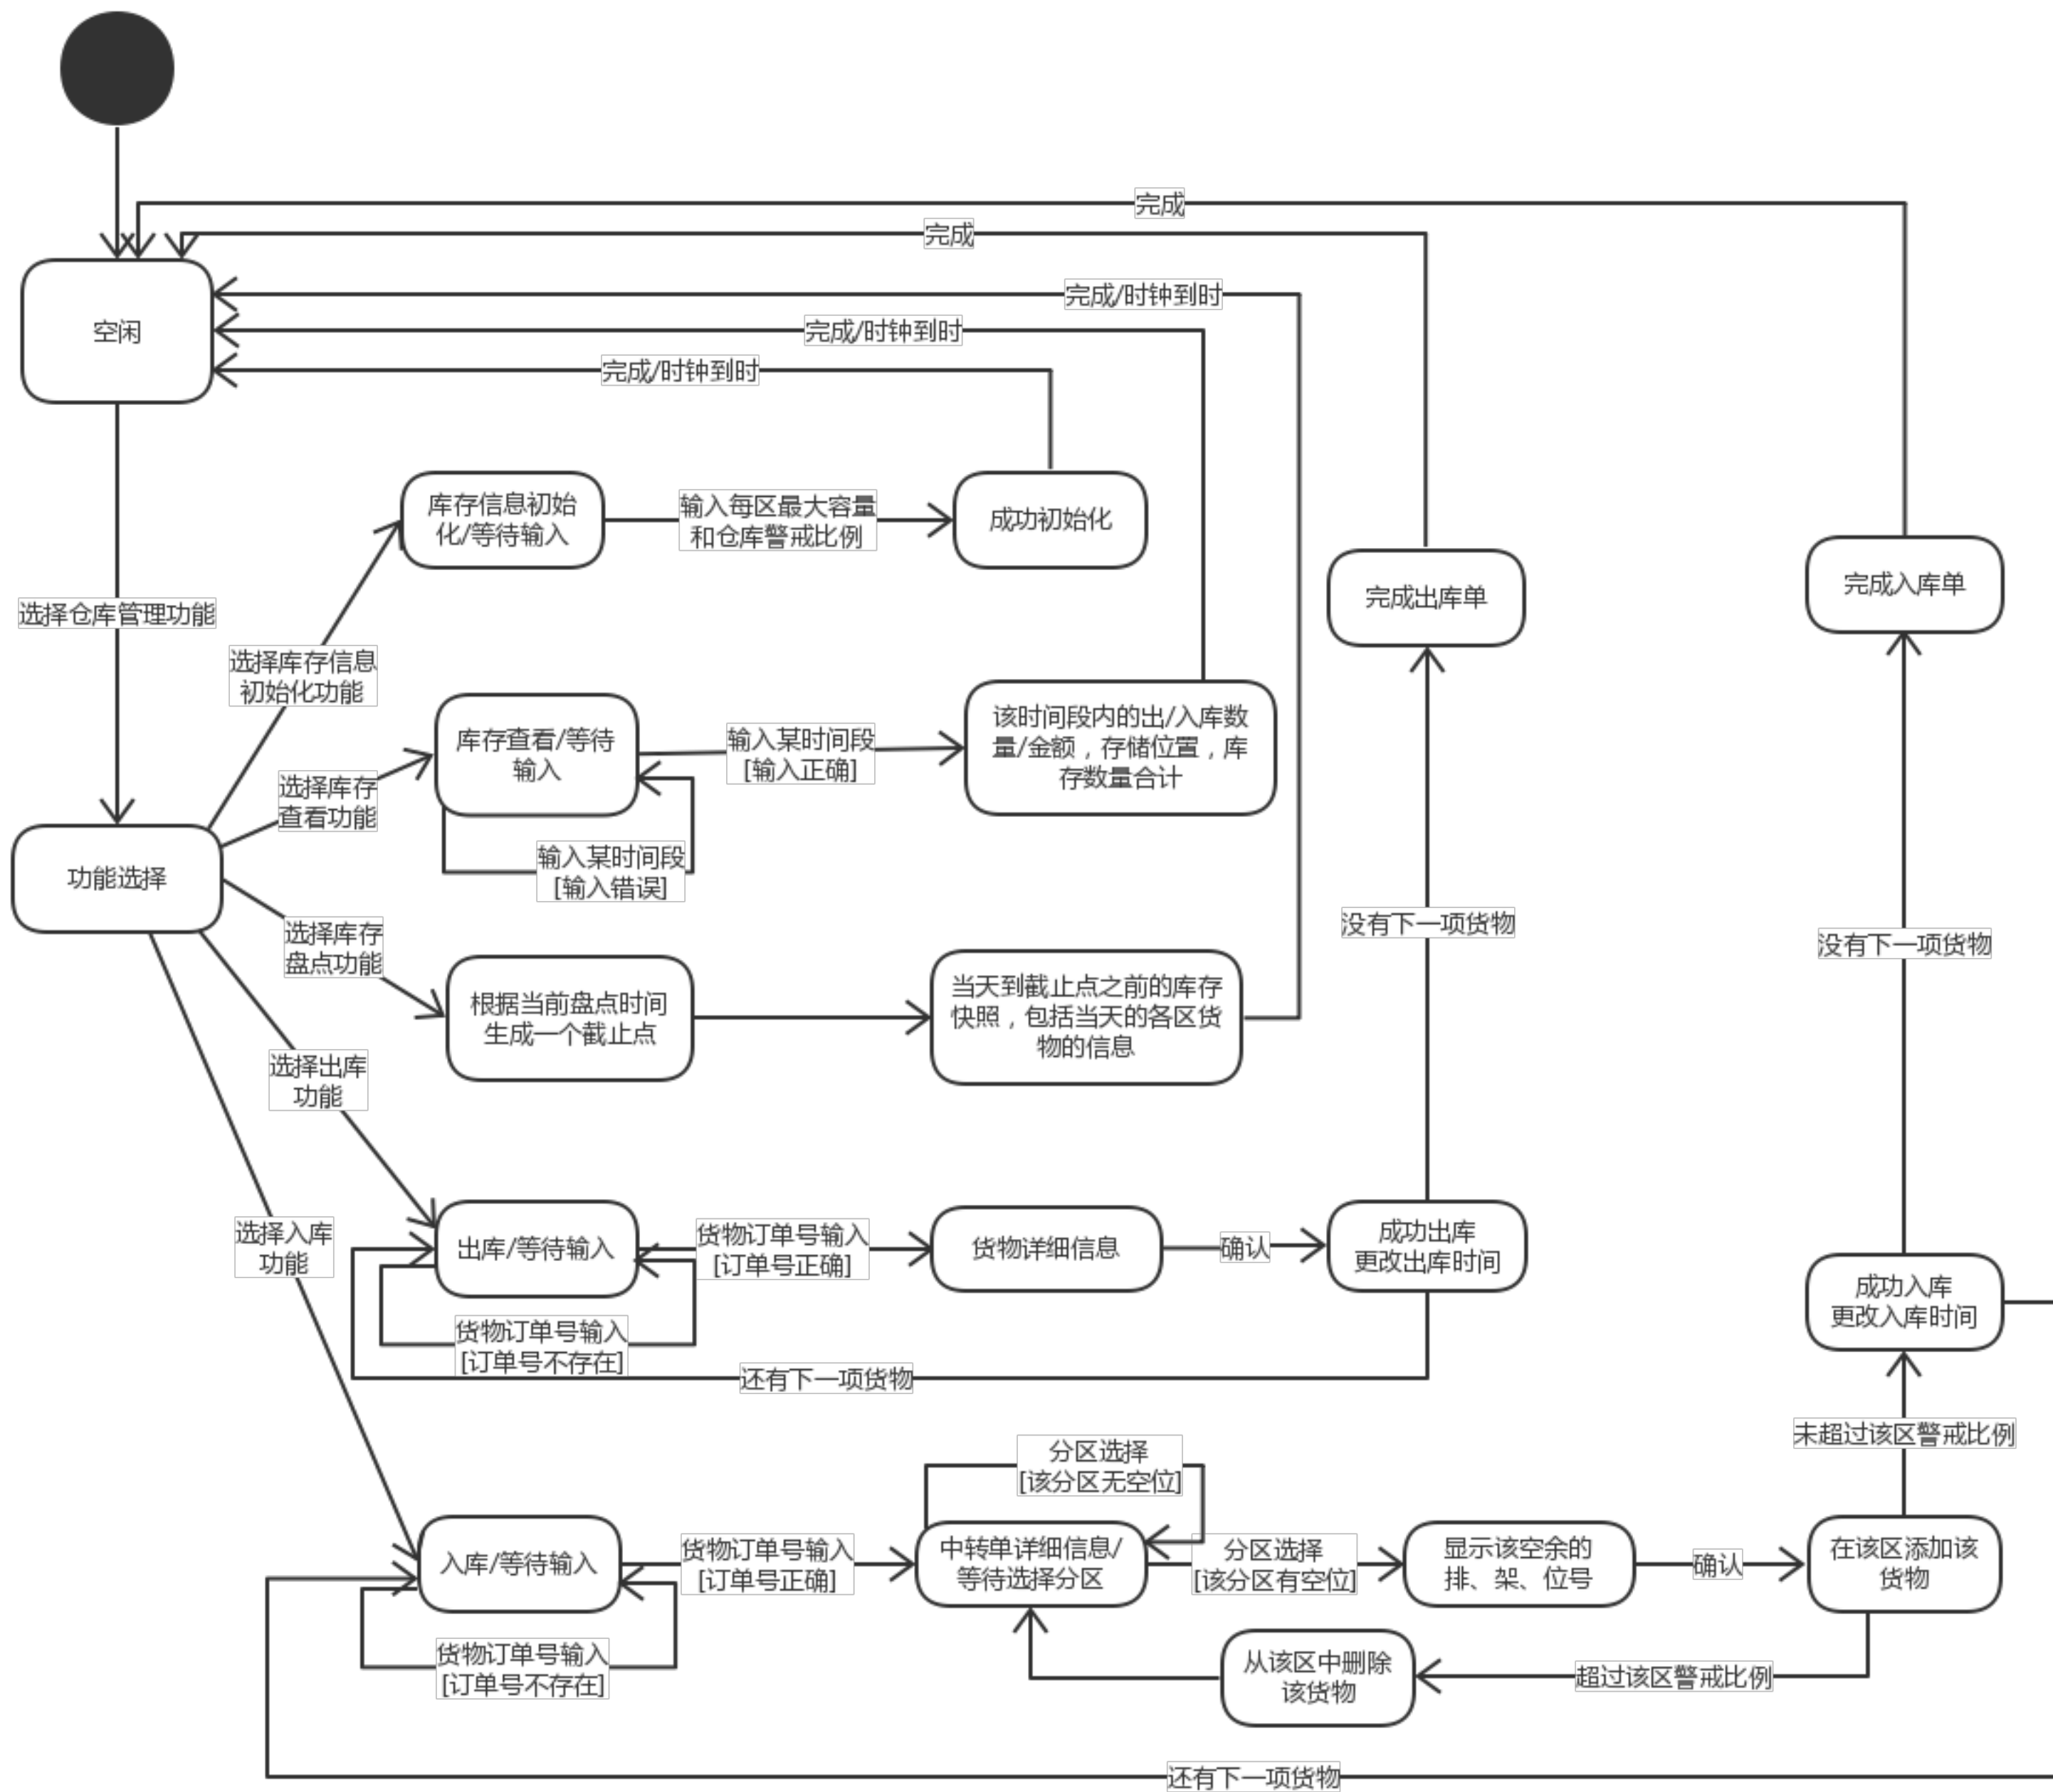 完成
完成
完成/时钟到时
完成/时钟到时
完成/时钟到时
空闲
库存信息初始
化/等待输入
输入每区最大容量
和仓库警戒比例
成功初始化
完成出库单
完成入库单
选择仓库管理功能
选择库存信息
初始化功能
库存查看/等待
输入
输入某时间段
[输入正确]
该时间段内的出/入库数
量/金额，存储位置，库
存数量合计
选择库存
查看功能
输入某时间段
[输入错误]
功能选择
没有下一项货物
没有下一项货物
选择库存
盘点功能
根据当前盘点时间
生成一个截止点
当天到截止点之前的库存
快照，包括当天的各区货
物的信息
选择出库
功能
选择入库
功能
出库/等待输入
货物订单号输入
[订单号正确]
货物详细信息
确认
成功出库
更改出库时间
成功入库
更改入库时间
货物订单号输入
[订单号不存在]
还有下一项货物
未超过该区警戒比例
分区选择
[该分区无空位]
入库/等待输入
货物订单号输入
[订单号正确]
中转单详细信息/
等待选择分区
分区选择
[该分区有空位]
显示该空余的
排、架、位号
确认
在该区添加该
货物
货物订单号输入
[订单号不存在]
从该区中删除
该货物
超过该区警戒比例
还有下一项货物